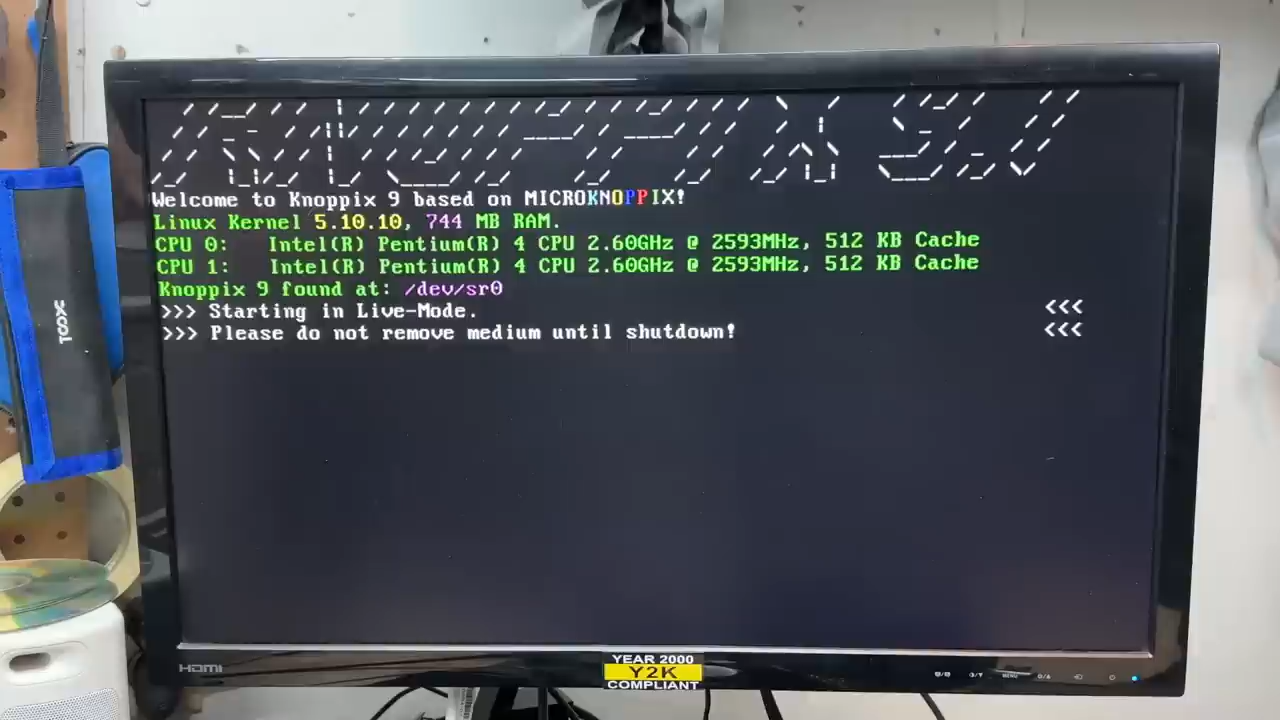 Welcome to Knoppix 9 based on MICROKNOPPIX!
Linux Kernel 5.10.10, 744 MB RAM.
CPU 0: Intel(R) Pentium(R) 4 CPU 2.60GHz @ 2593MHz, 512 KB Cache
CPU 1: Intel(R) Pentium(R) 4 CPU 2.60GHz @ 2593MHz, 512 KB Cache
Knoppix 9 found at: /dev/sr0
>>> Starting in Live-Mode. <<<
>>> Please do not remove medium until shutdown! <<<
HDMI
YEAR 2000
Y2K
COMPLIANT
MENU